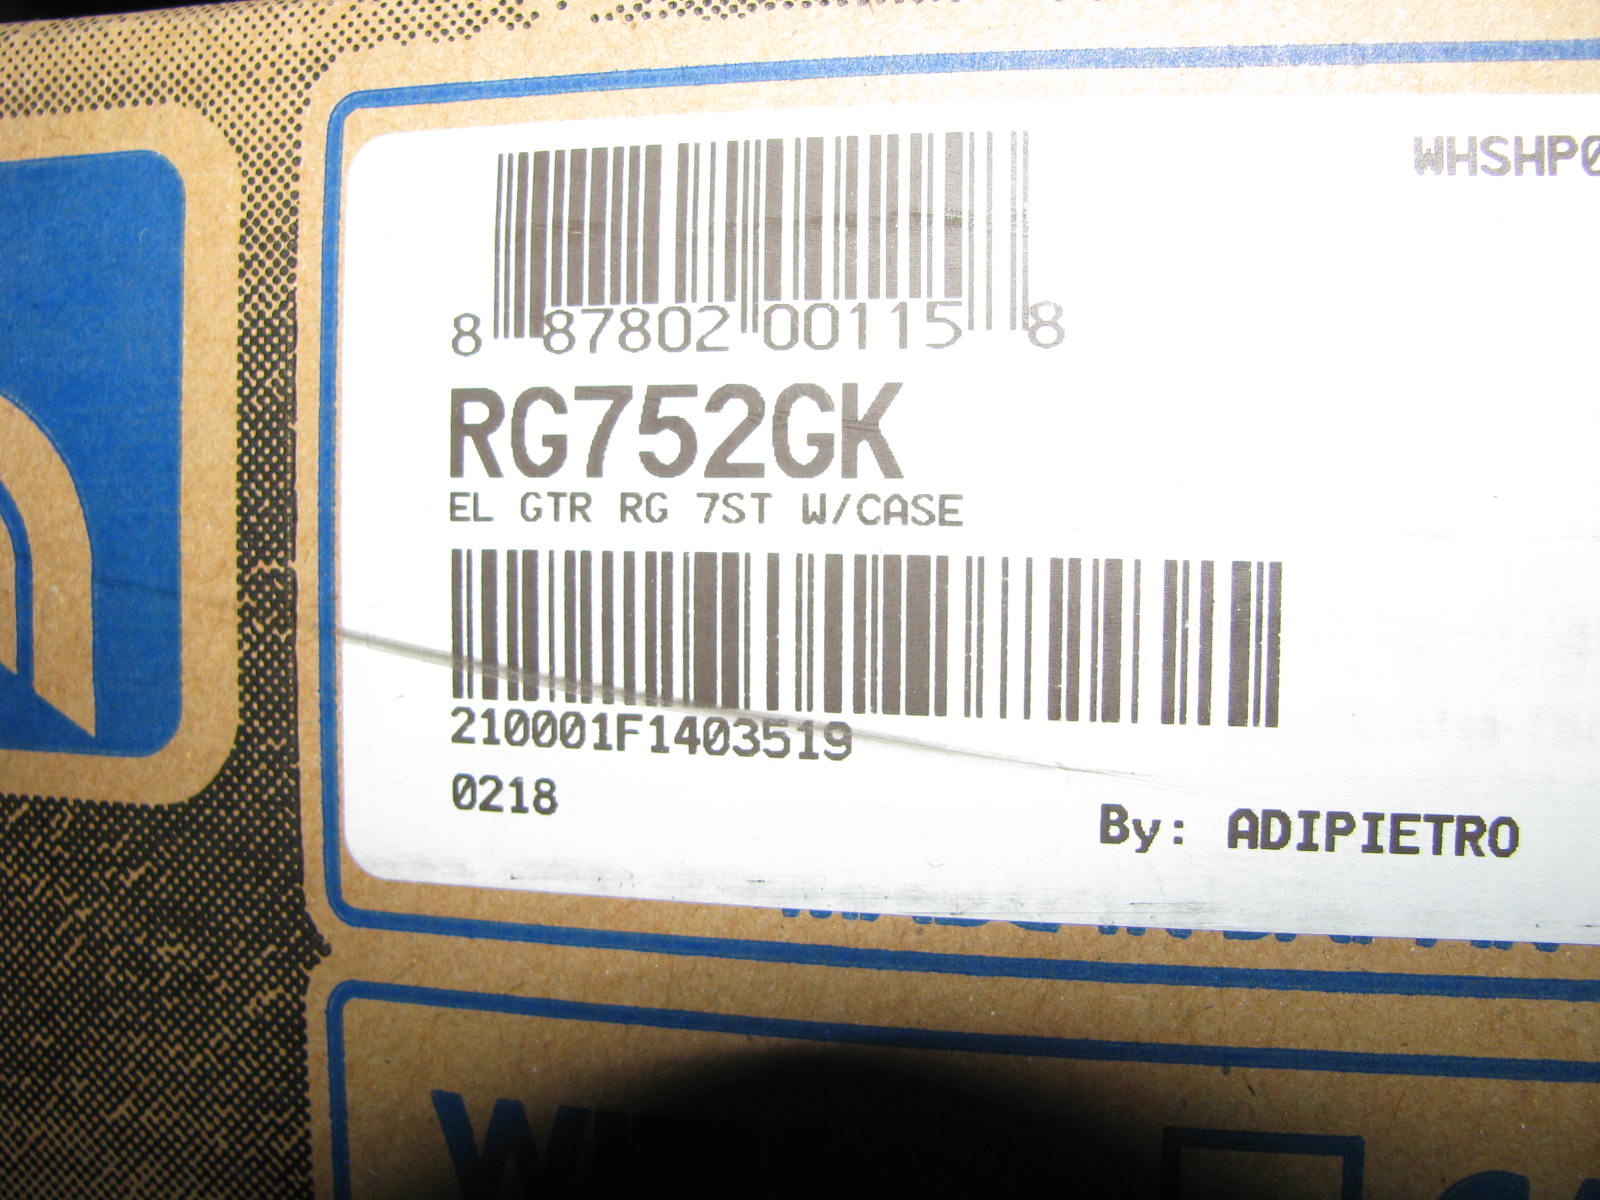 WHSHP0
8 87802 00115 8
RG752GK
EL GTR RG 7ST W/CASE
210001F1403519
0218
By: ADIPIETRO